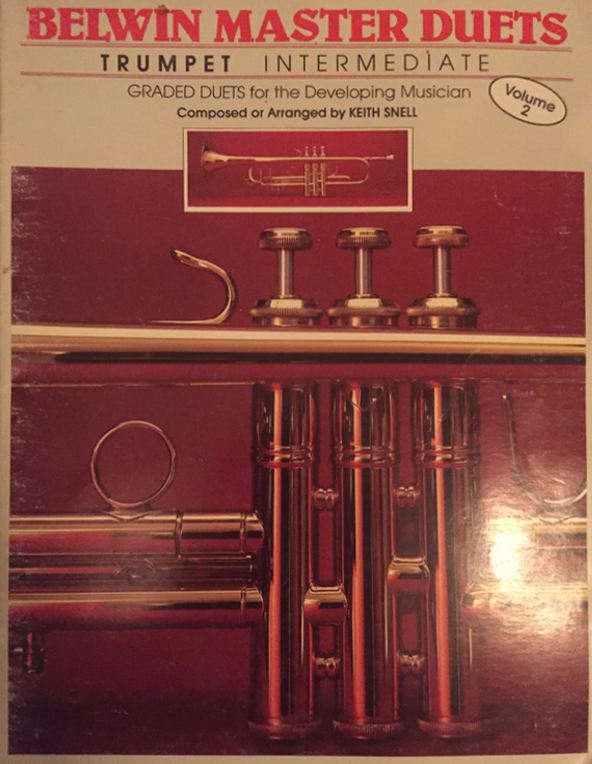 BELWIN MASTER DUETS
TRUMPET INTERMEDIATE
GRADED DUETS for the Developing Musician
Volume
2
Composed or Arranged by KEITH SNELL